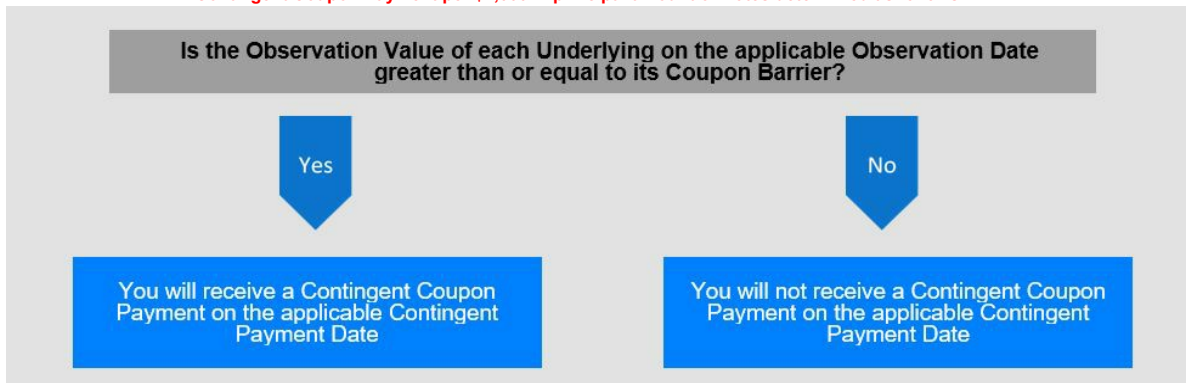 Is the Observation Value of each Underlying on the applicable Observation Date
greater than or equal to its Coupon Barrier?
Yes
No
You will receive a Contingent Coupon
Payment on the applicable Contingent
Payment Date
You will not receive a Contingent Coupon
Payment on the applicable Contingent
Payment Date